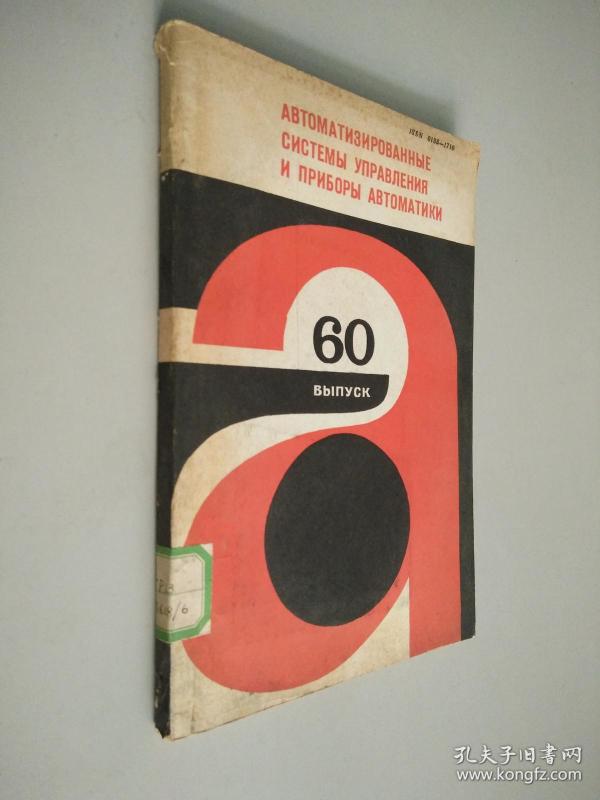 ISSN 0135—1710
АВТОМАТИЗИРОВАННЫЕ
СИСТЕМЫ УПРАВЛЕНИЯ
И ПРИБОРЫ АВТОМАТИКИ
60
ВЫПУСК
孔夫子旧书网
www.kongfz.com